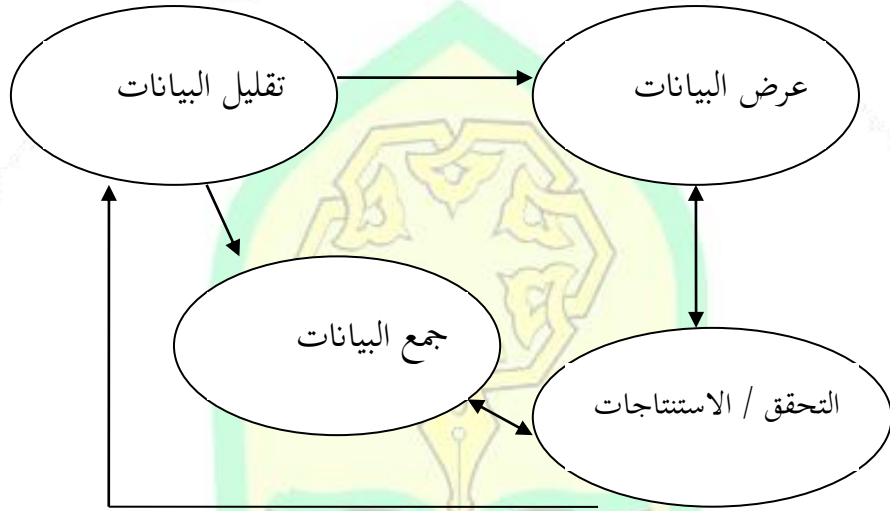 عرض البيانات
تقليل البيانات
جمع البيانات
التحقق / الاستنتاجات